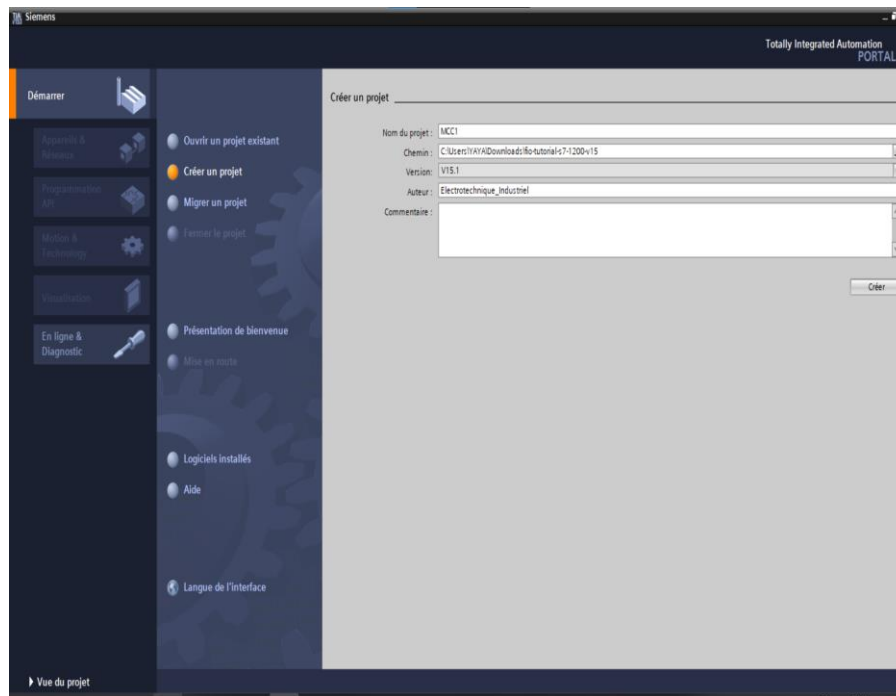 Siemens
Totally Integrated Automation
PORTAL
Démarrer
Appareils &
Réseaux
Programmation
API
Motion &
Technology
Visualisation
En ligne &
Diagnostic
Ouvrir un projet existant
Créer un projet
Migrer un projet
Fermer le projet
Présentation de bienvenue
Mise en route
Logiciels installés
Aide
Langue de l'interface
Créer un projet
Nom du projet : MCC1
Chemin : C:\Users\YAYA\Downloads\fio-tutorial-s7-1200-v15
Version: V15.1
Auteur : Electrotechnique_Industriel
Commentaire :
Créer
Vue du projet